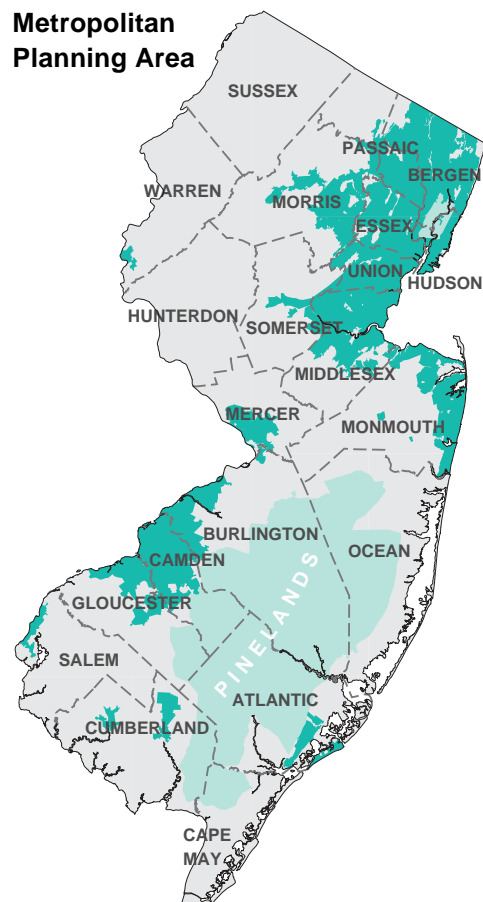 Metropolitan
Planning Area
SUSSEX
PASSAIC
BERGEN
WARREN
MORRIS
ESSEX
UNION
HUDSON
HUNTERDON
SOMERSET
MIDDLESEX
MERCER
MONMOUTH
BURLINGTON
OCEAN
CAMDEN
GLOUCESTER
PINELANDS
SALEM
ATLANTIC
CUMBERLAND
CAPE
MAY